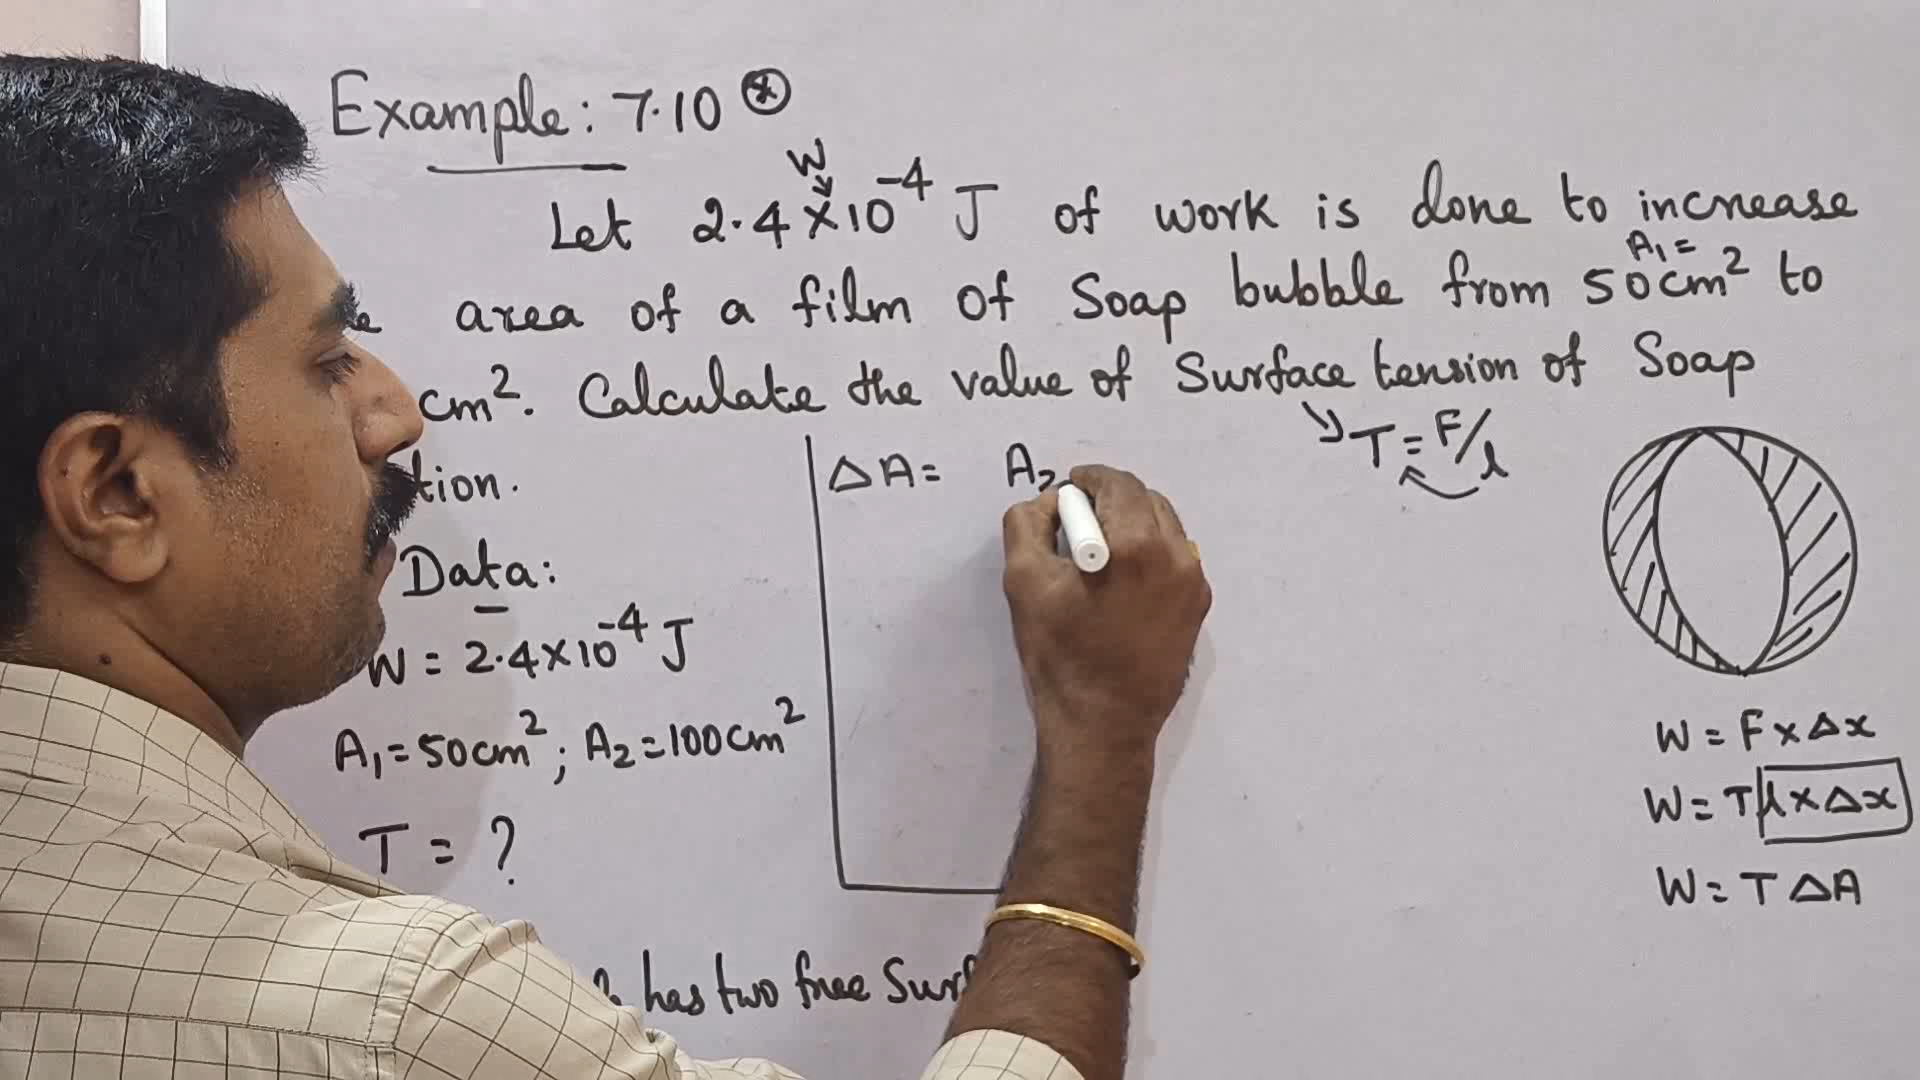 Example: 7.10 *
W
Let 2.4×10⁻⁴ J of work is done to increase
A₁ =
area of a film of Soap bubble from 50cm² to
cm². Calculate the value of Surface tension of Soap
T = F/l
Data:
W = 2.4×10⁻⁴ J
A₁=50cm²; A₂=100cm²
T = ?
has two free
ΔA= A₂
W = F×Δx
W = T l×Δx
W = T ΔA